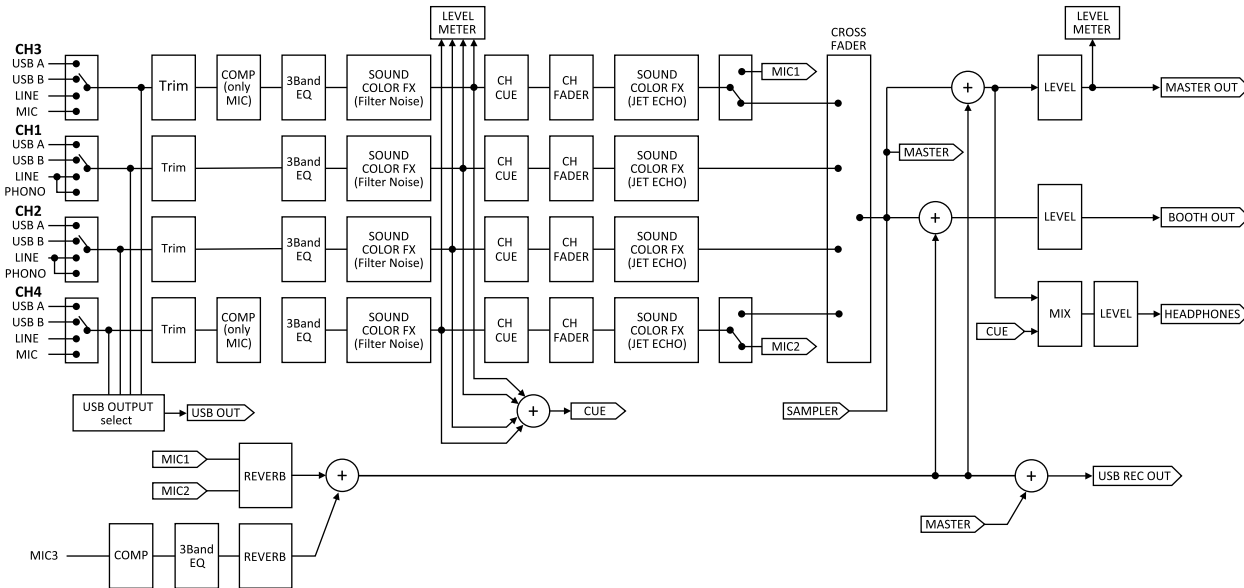 LEVEL
METER
LEVEL
METER
CROSS
FADER
CH3
USB A
USB B
LINE
MIC
Trim
COMP
(only
MIC)
3Band
EQ
SOUND
COLOR FX
(Filter Noise)
CH
CUE
CH
FADER
SOUND
COLOR FX
(JET ECHO)
MIC1
+
LEVEL
MASTER OUT
CH1
USB A
USB B
LINE
PHONO
Trim
3Band
EQ
SOUND
COLOR FX
(Filter Noise)
CH
CUE
CH
FADER
SOUND
COLOR FX
(JET ECHO)
MASTER
CH2
USB A
USB B
LINE
PHONO
Trim
3Band
EQ
SOUND
COLOR FX
(Filter Noise)
CH
CUE
CH
FADER
SOUND
COLOR FX
(JET ECHO)
+
LEVEL
BOOTH OUT
CH4
USB A
USB B
LINE
MIC
Trim
COMP
(only
MIC)
3Band
EQ
SOUND
COLOR FX
(Filter Noise)
CH
CUE
CH
FADER
SOUND
COLOR FX
(JET ECHO)
MIC2
CUE
MIX
LEVEL
HEADPHONES
USB OUTPUT
select
USB OUT
+
CUE
SAMPLER
MIC1
MIC2
REVERB
+
+
USB REC OUT
MASTER
MIC3
COMP
3Band
EQ
REVERB